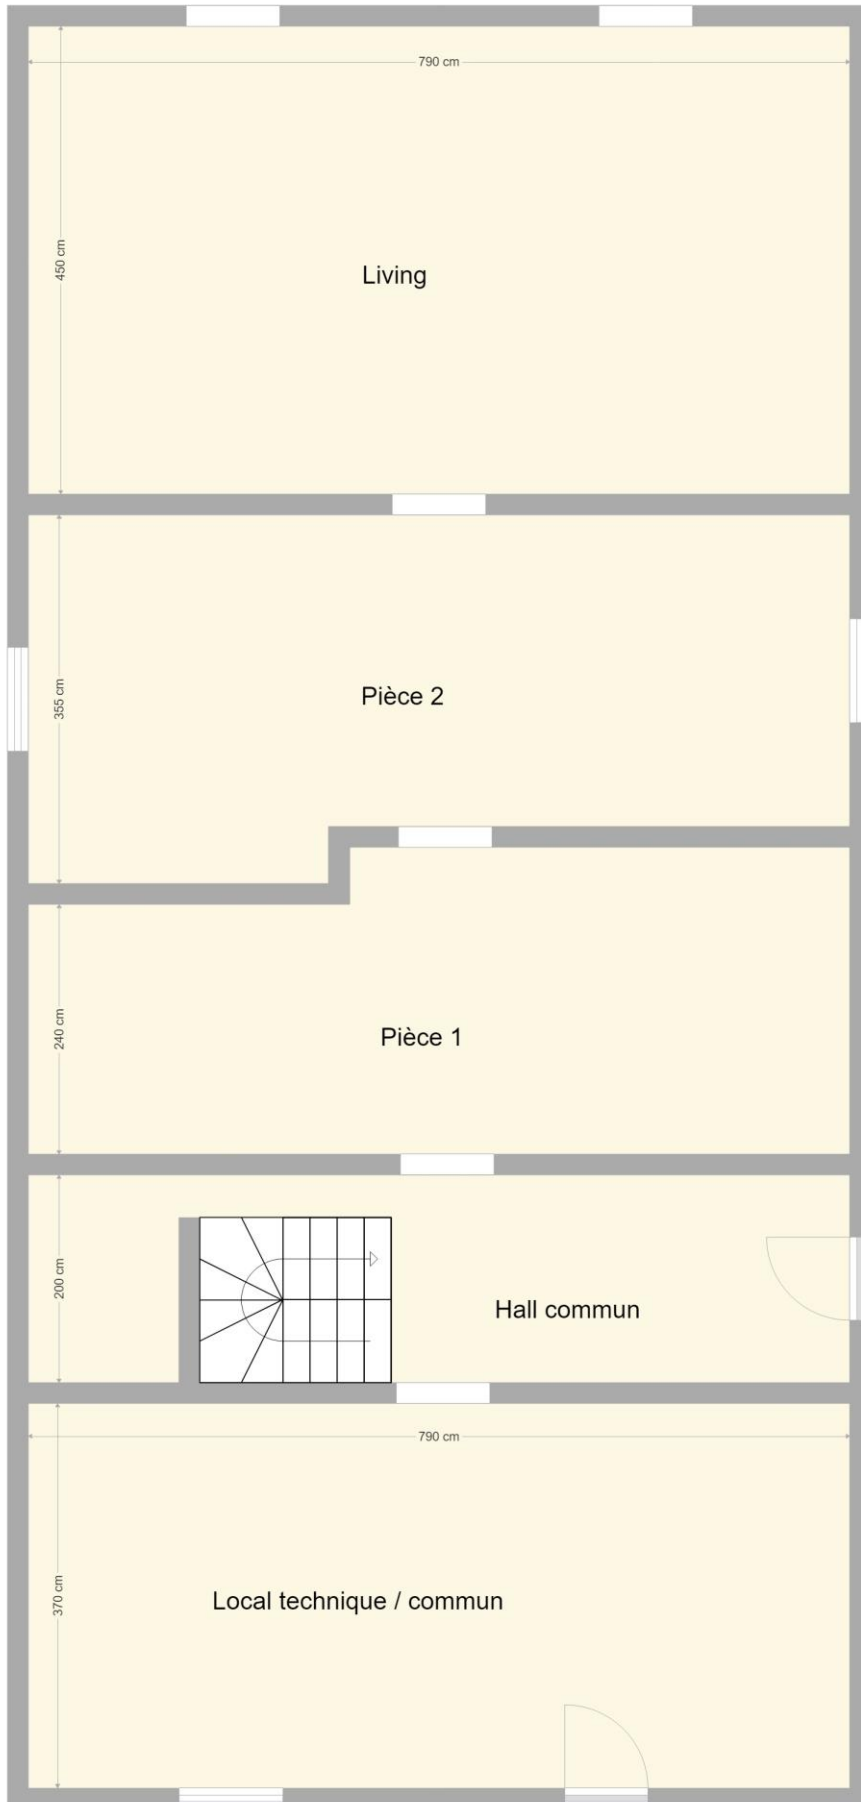 790 cm
450 cm
Living
355 cm
Pièce 2
240 cm
Pièce 1
200 cm
Hall commun
790 cm
370 cm
Local technique / commun